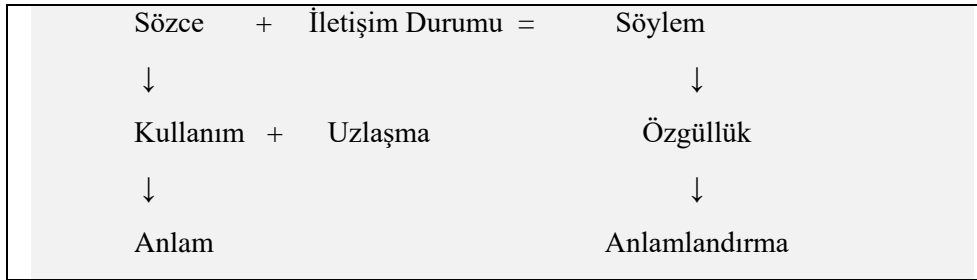 Sözce + İletişim Durumu = Söylem
↓ ↓
Kullanım + Uzlaşma Özgüllük
↓ ↓
Anlam Anlamlandırma